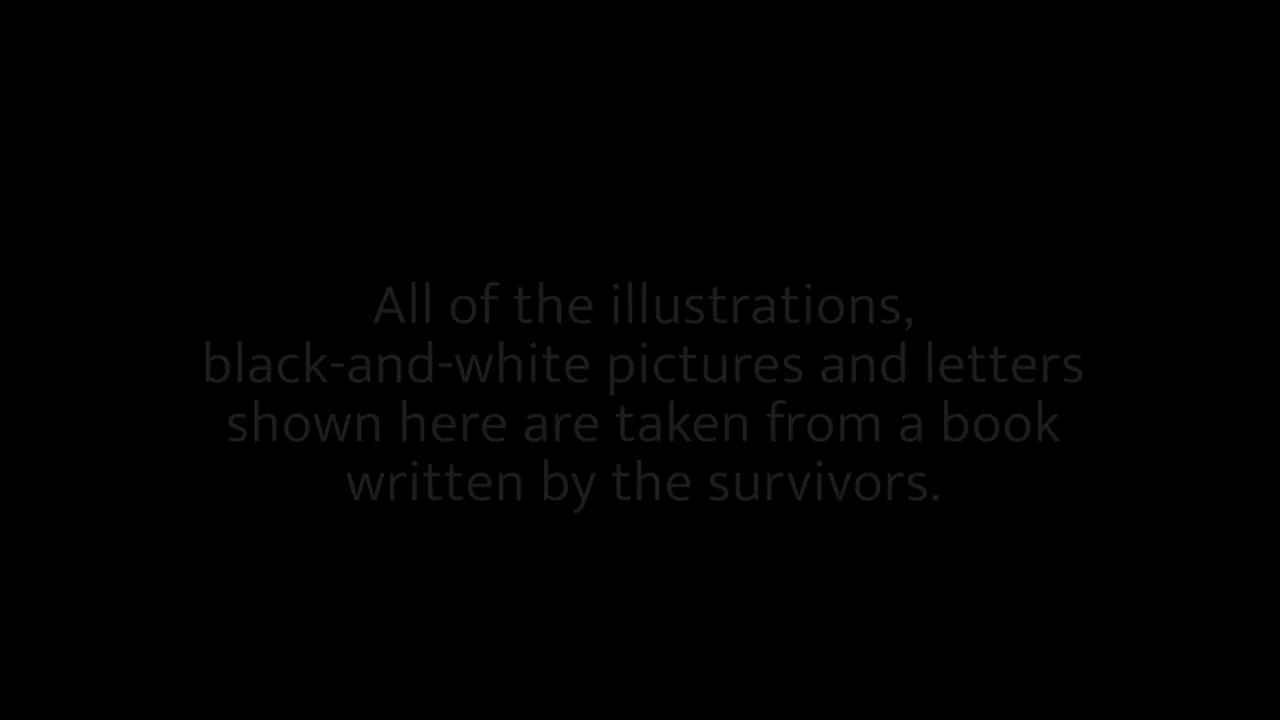 All of the illustrations,
black-and-white pictures and letters
shown here are taken from a book
written by the survivors.